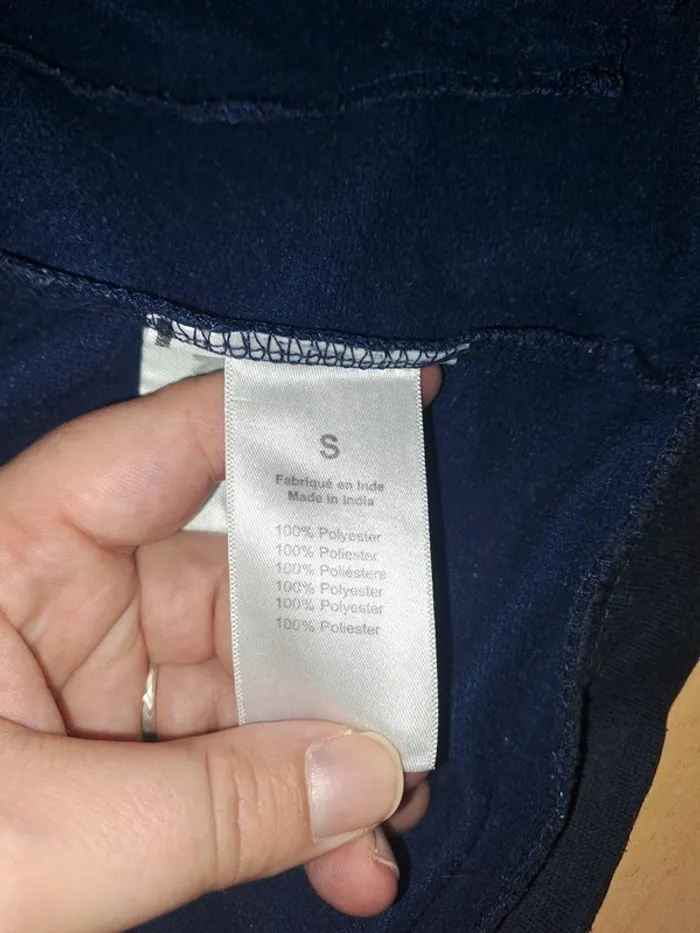 S
Fabriqué en Inde
Made in India
100% Polyester
100% Poliester
100% Poliéstere
100% Polyester
100% Polyester
100% Poliester